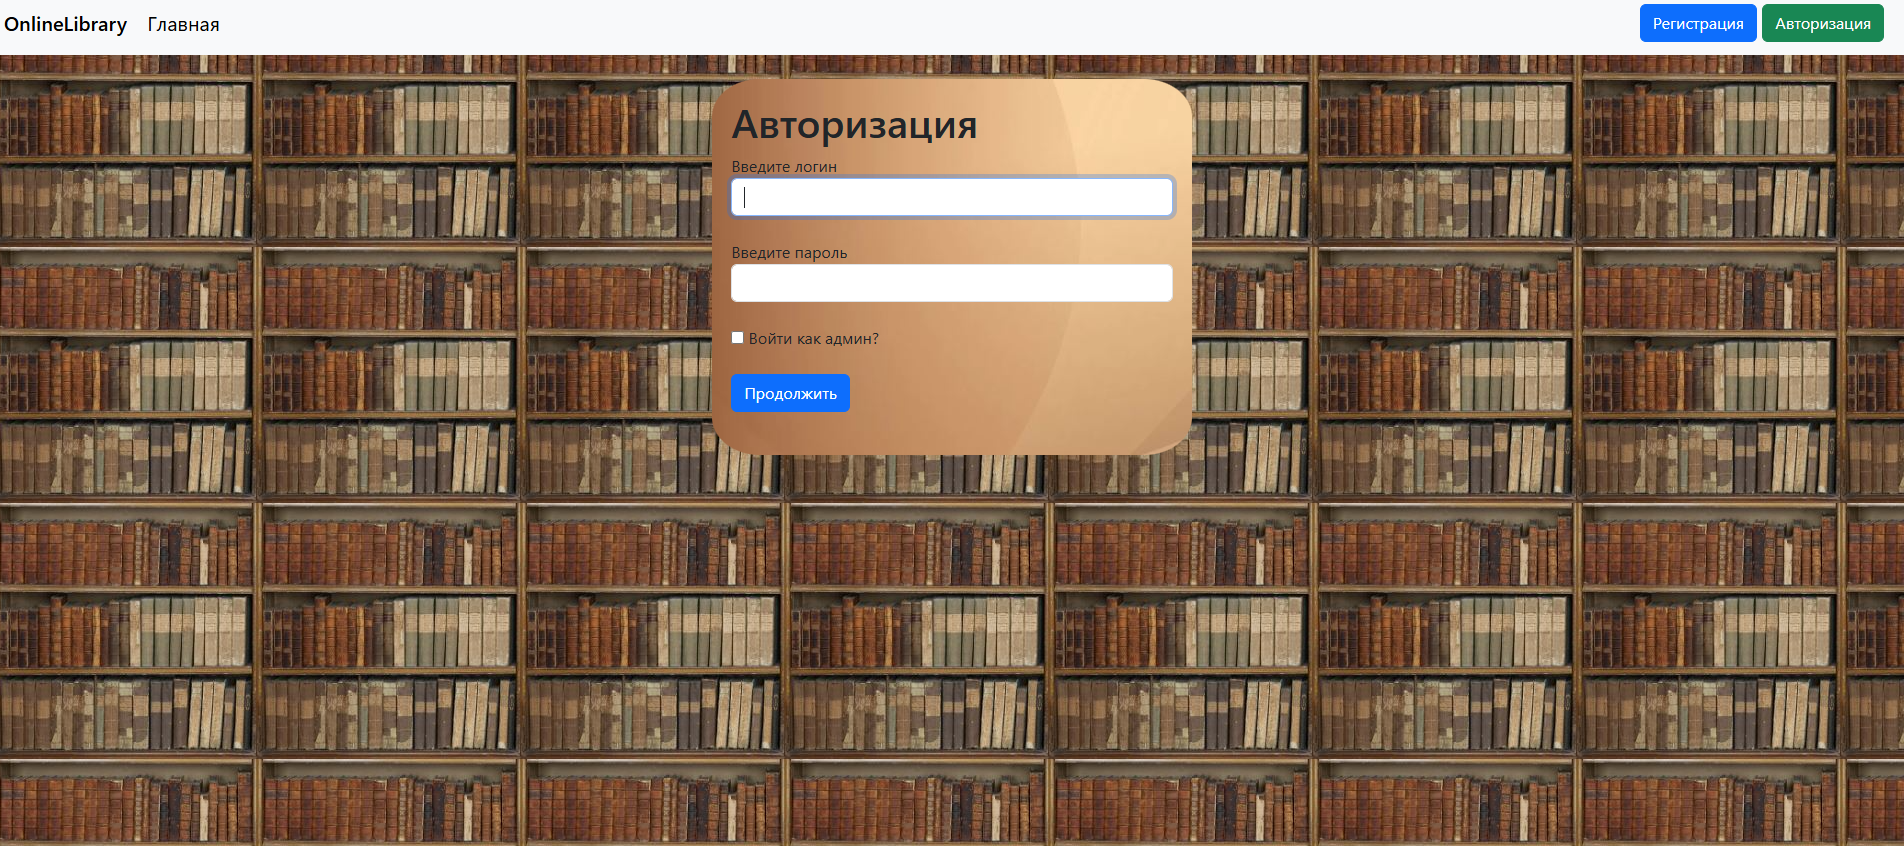 OnlineLibrary Главная Регистрация Авторизация
Авторизация
Введите логин
Введите пароль
Войти как админ?
Продолжить